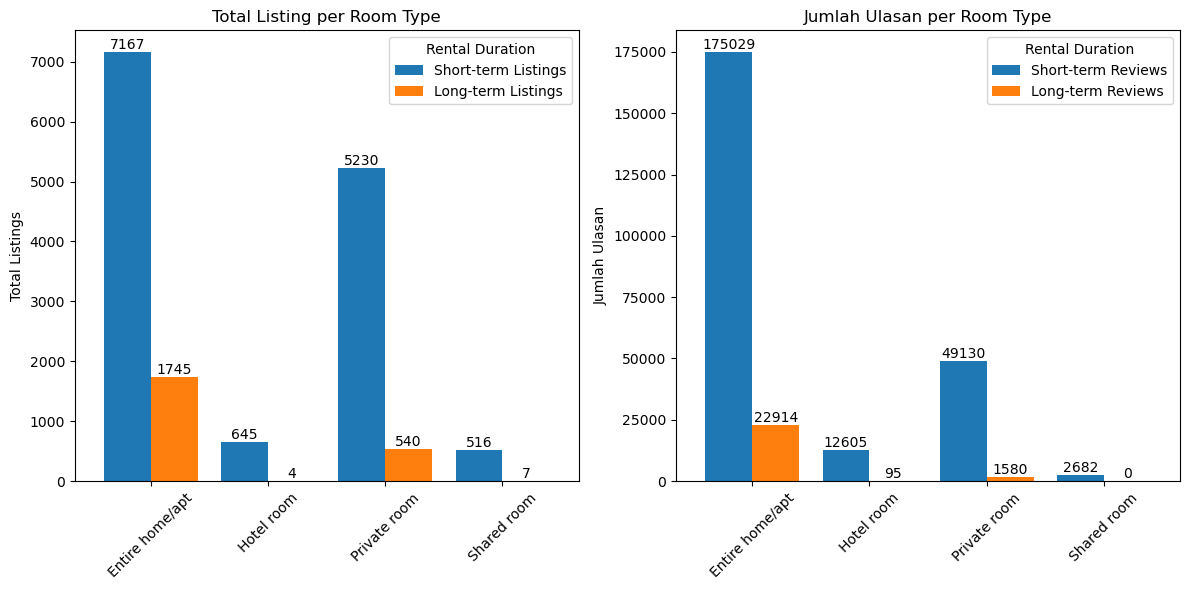 Total Listing per Room Type
Total Listings
7000
6000
5000
4000
3000
2000
1000
0
7167
1745
645
4
5230
540
516
7
Rental Duration
Short-term Listings
Long-term Listings
Entire home/apt
Hotel room
Private room
Shared room
Jumlah Ulasan per Room Type
Jumlah Ulasan
175000
150000
125000
100000
75000
50000
25000
0
175029
22914
12605
95
49130
1580
2682
0
Rental Duration
Short-term Reviews
Long-term Reviews
Entire home/apt
Hotel room
Private room
Shared room